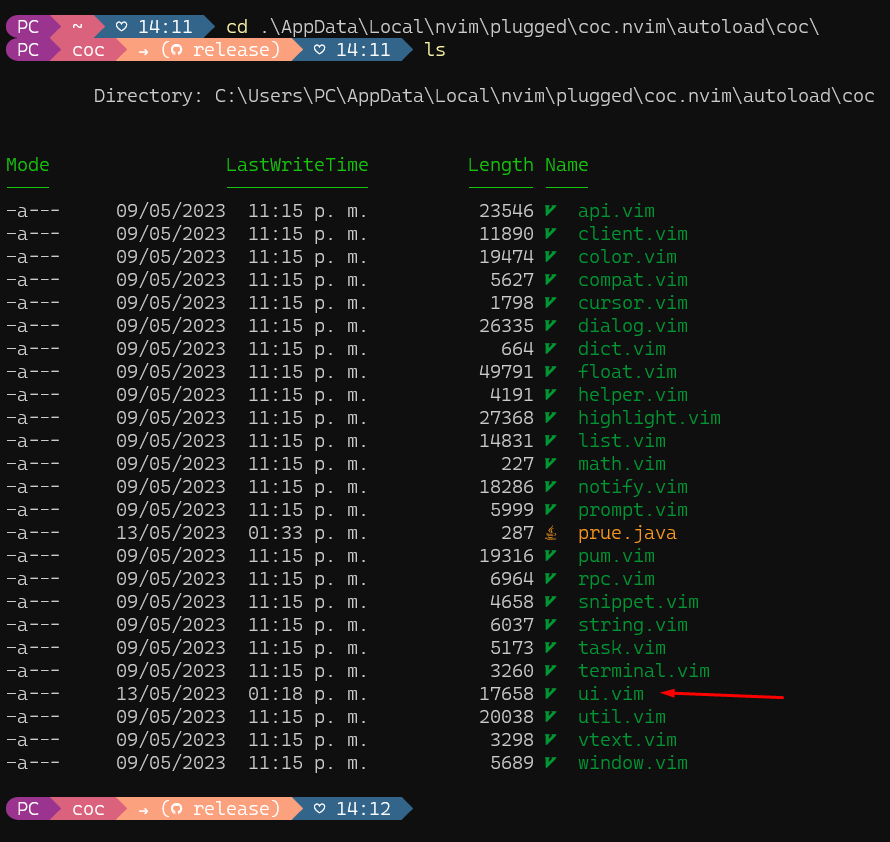 PC ~ ♡ 14:11 cd .\AppData\Local\nvim\plugged\coc.nvim\autoload\coc\
PC coc → ( release) ♡ 14:11 ls
Directory: C:\Users\PC\AppData\Local\nvim\plugged\coc.nvim\autoload\coc
Mode LastWriteTime Length Name
-a--- 09/05/2023 11:15 p. m. 23546 api.vim
-a--- 09/05/2023 11:15 p. m. 11890 client.vim
-a--- 09/05/2023 11:15 p. m. 19474 color.vim
-a--- 09/05/2023 11:15 p. m. 5627 compat.vim
-a--- 09/05/2023 11:15 p. m. 1798 cursor.vim
-a--- 09/05/2023 11:15 p. m. 26335 dialog.vim
-a--- 09/05/2023 11:15 p. m. 664 dict.vim
-a--- 09/05/2023 11:15 p. m. 49791 float.vim
-a--- 09/05/2023 11:15 p. m. 4191 helper.vim
-a--- 09/05/2023 11:15 p. m. 27368 highlight.vim
-a--- 09/05/2023 11:15 p. m. 14831 list.vim
-a--- 09/05/2023 11:15 p. m. 227 math.vim
-a--- 09/05/2023 11:15 p. m. 18286 notify.vim
-a--- 09/05/2023 11:15 p. m. 5999 prompt.vim
-a--- 13/05/2023 01:33 p. m. 287 prue.java
-a--- 09/05/2023 11:15 p. m. 19316 pum.vim
-a--- 09/05/2023 11:15 p. m. 6964 rpc.vim
-a--- 09/05/2023 11:15 p. m. 4658 snippet.vim
-a--- 09/05/2023 11:15 p. m. 6037 string.vim
-a--- 09/05/2023 11:15 p. m. 5173 task.vim
-a--- 09/05/2023 11:15 p. m. 3260 terminal.vim
-a--- 13/05/2023 01:18 p. m. 17658 ui.vim
-a--- 09/05/2023 11:15 p. m. 20038 util.vim
-a--- 09/05/2023 11:15 p. m. 3298 vtext.vim
-a--- 09/05/2023 11:15 p. m. 5689 window.vim
PC coc → ( release) ♡ 14:12